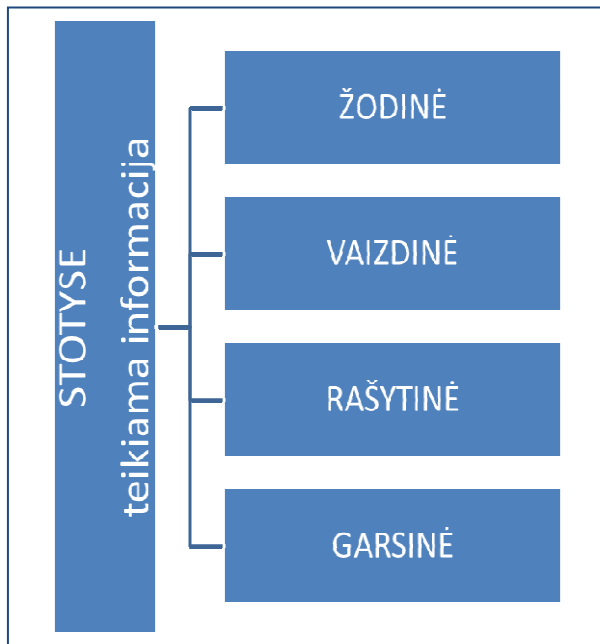 STOTYSE
teikiama informacija
ŽODINĖ
VAIZDINĖ
RAŠYTINĖ
GARSINĖ